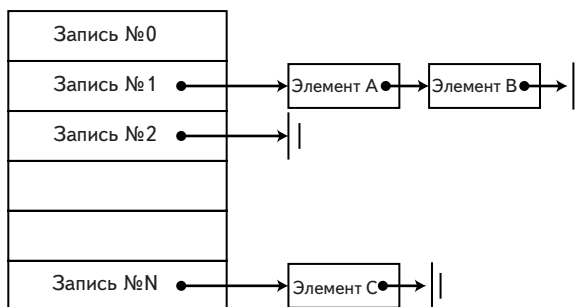 Запись №0
Запись №1
Элемент A
Элемент B
Запись №2
Запись №N
Элемент C